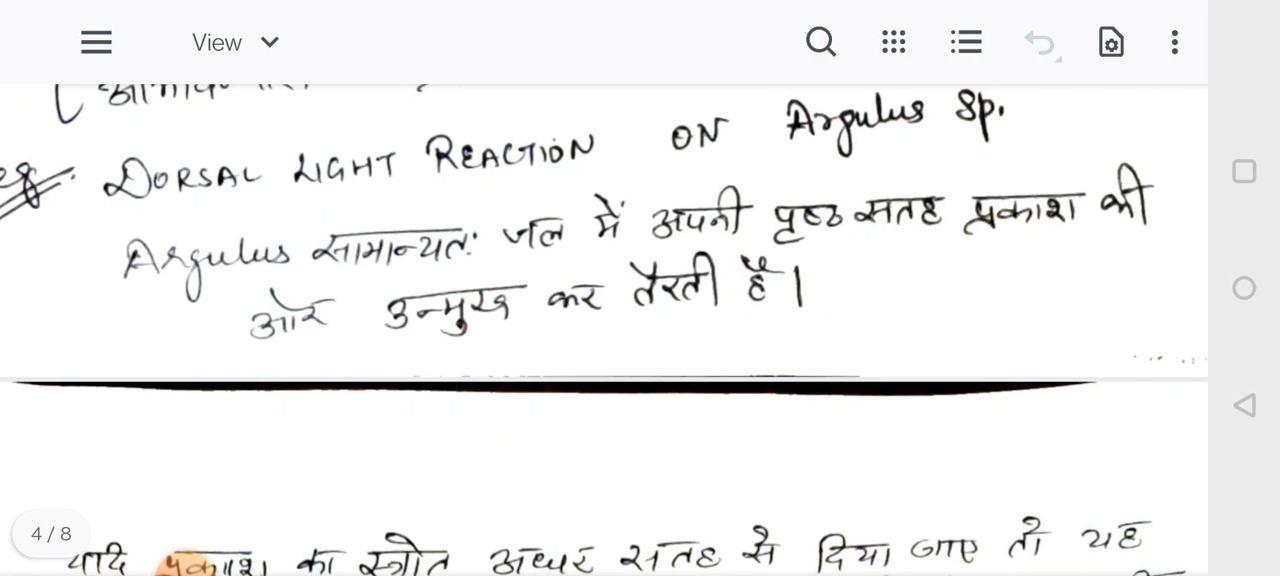 View
eg. DORSAL LIGHT REACTION ON Argulus Sp.
Argulus सामान्यतः जल में अपनी पृष्ठ सतह प्रकाश की
ओर उन्मुख कर तैरती है।
4 / 8
यदि प्रकाश का स्त्रोत अधर सतह से दिया जाए तो यह